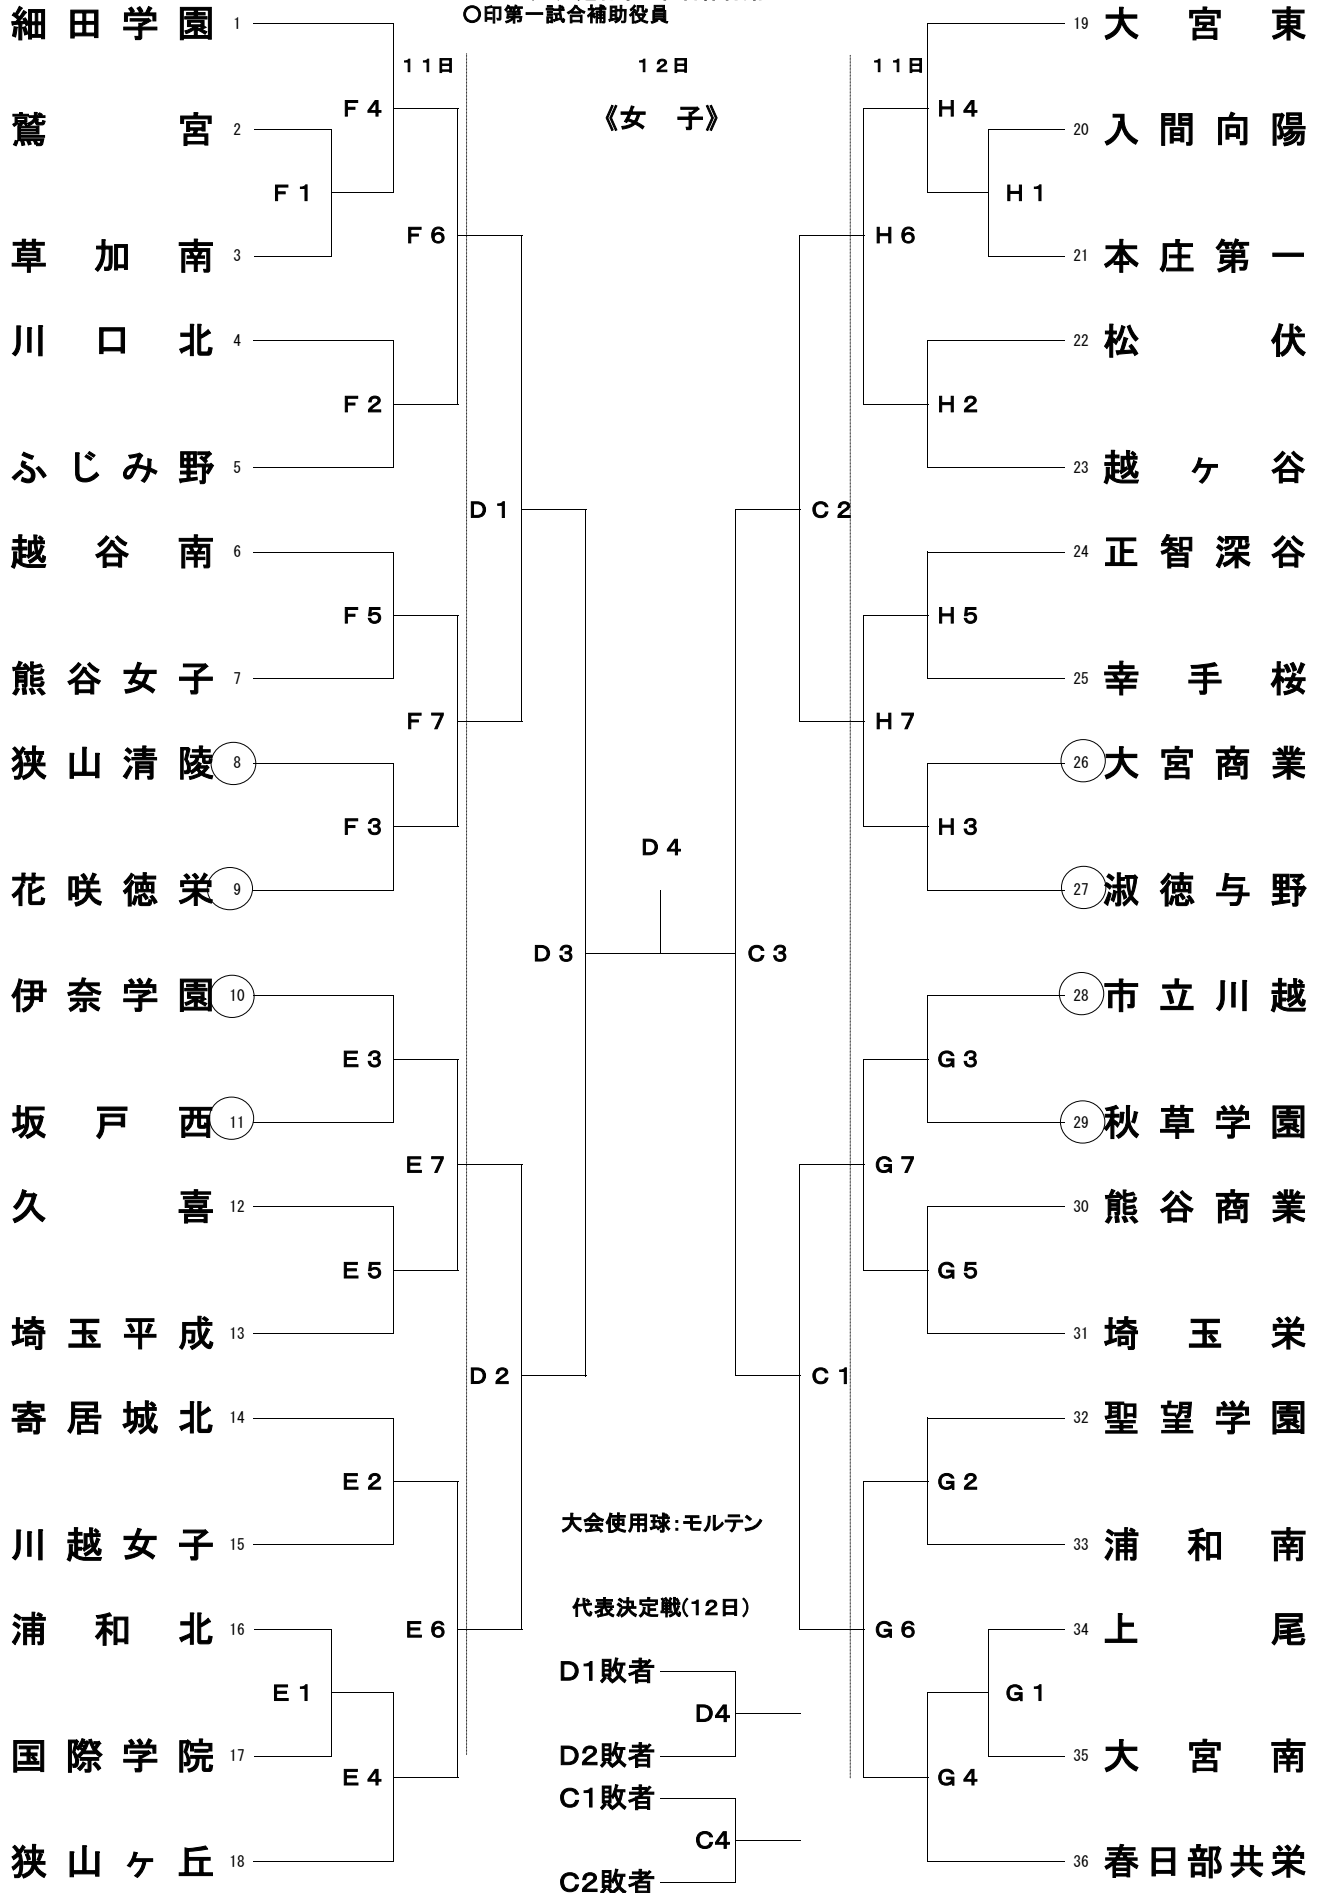 ○印第一試合補助役員
11日
12日
11日
《女 子》
細田学園 1
鷲宮 2
草加南 3
川口北 4
ふじみ野 5
越谷南 6
熊谷女子 7
狭山清陵 8
花咲徳栄 9
伊奈学園 10
坂戸西 11
久喜 12
埼玉平成 13
寄居城北 14
川越女子 15
浦和北 16
国際学院 17
狭山ヶ丘 18
F4
F1
F6
F2
D1
F5
F7
F3
D3
E3
E7
E5
D2
E2
E6
E1
E4
D4
19 大宮東
20 入間向陽
21 本庄第一
22 松伏
23 越ヶ谷
24 正智深谷
25 幸手桜
26 大宮商業
27 淑徳与野
28 市立川越
29 秋草学園
30 熊谷商業
31 埼玉栄
32 聖望学園
33 浦和南
34 上尾
35 大宮南
36 春日部共栄
H4
H1
H6
H2
C2
H5
H7
H3
C3
G3
G7
G5
C1
G2
G6
G1
G4
大会使用球:モルテン
代表決定戦(12日)
D1敗者
D4
D2敗者
C1敗者
C4
C2敗者